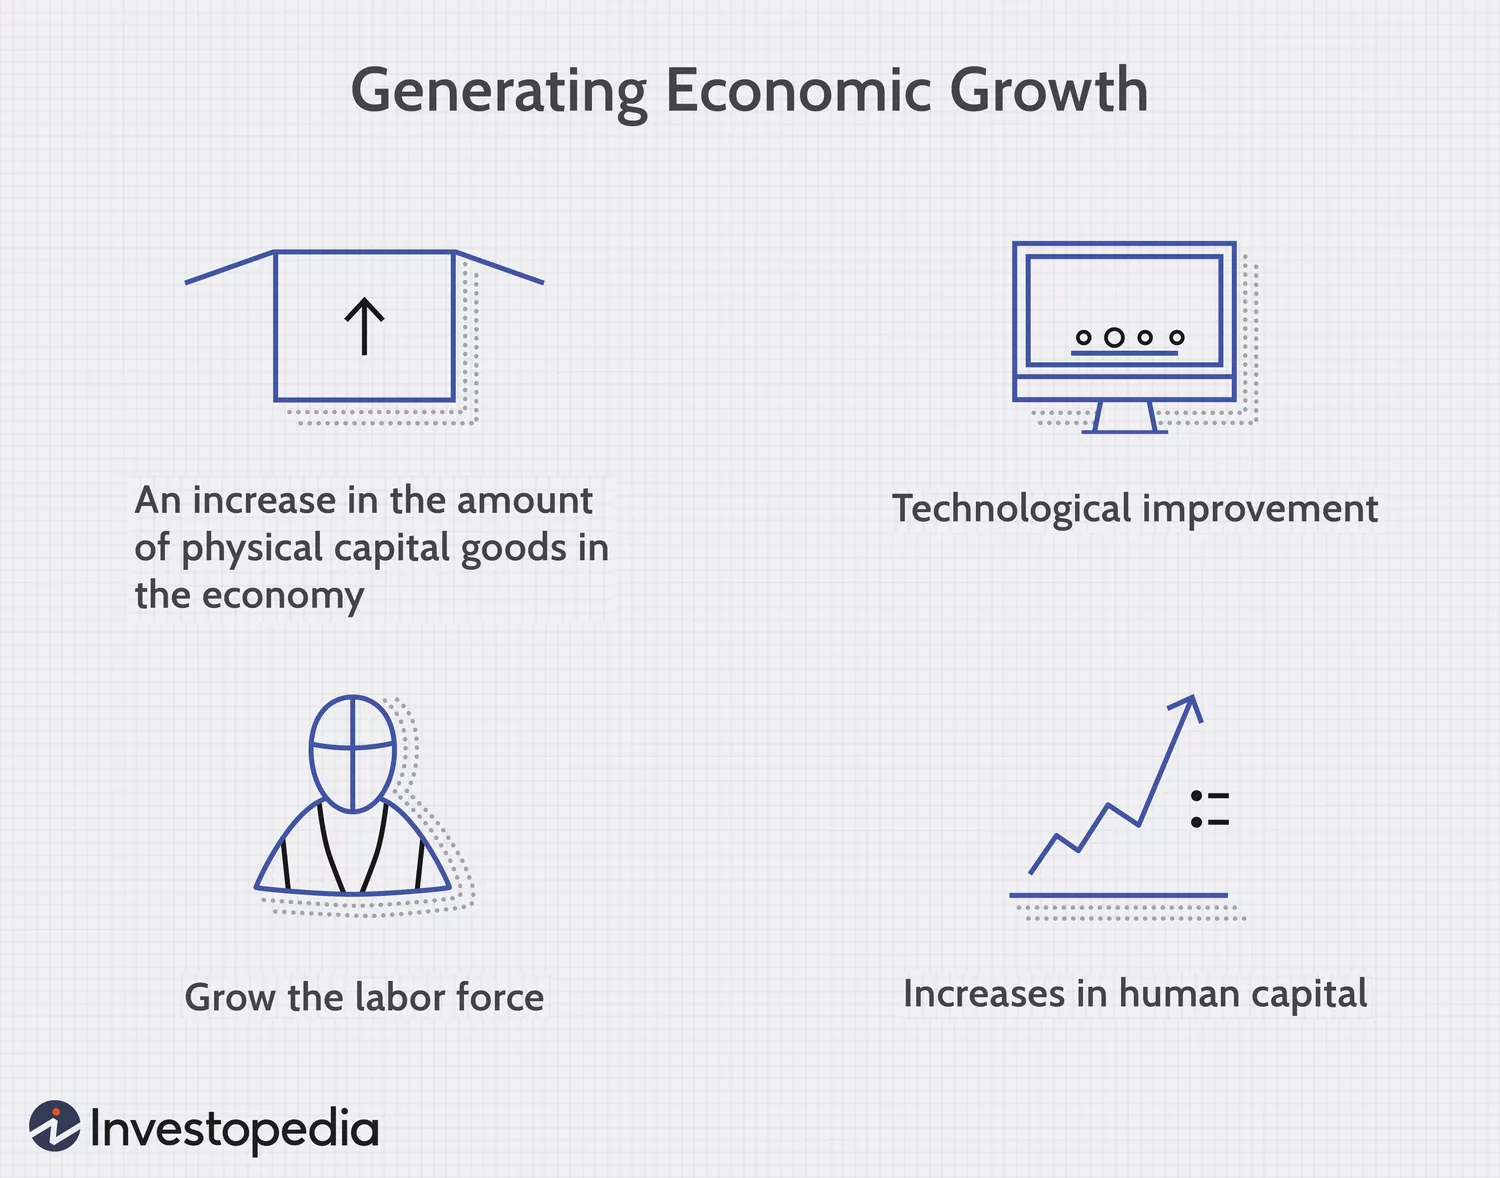 Generating Economic Growth
An increase in the amount
of physical capital goods in
the economy
Technological improvement
Grow the labor force
Increases in human capital
Investopedia